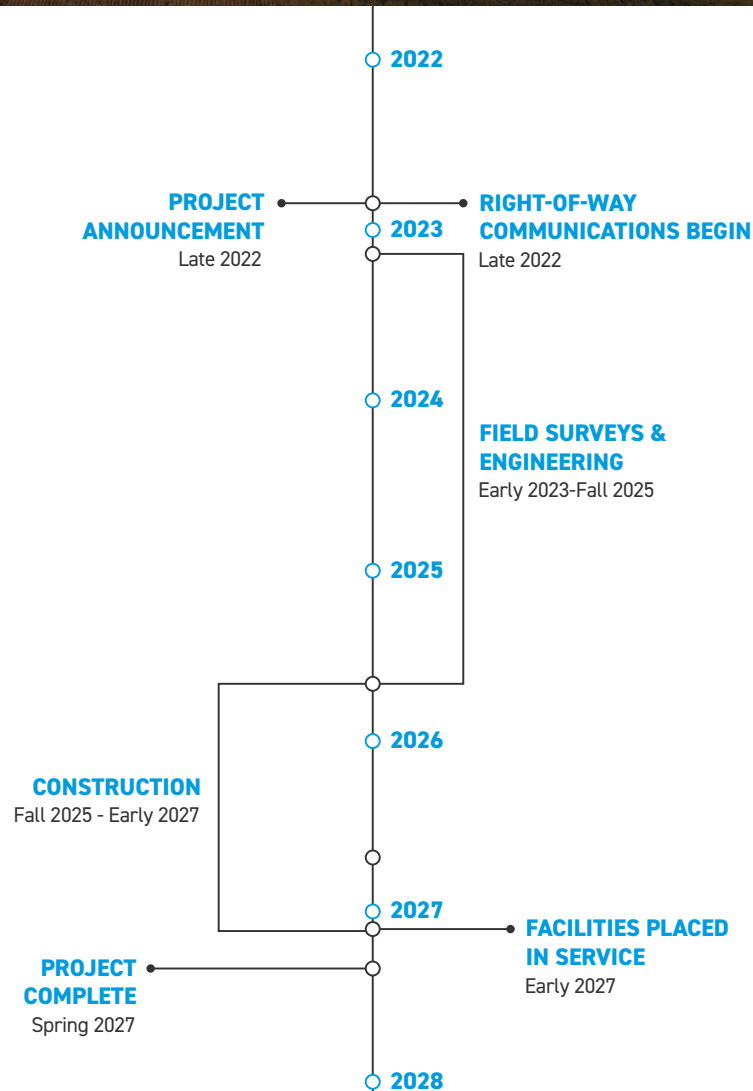 2022
PROJECT
ANNOUNCEMENT
Late 2022
RIGHT-OF-WAY
COMMUNICATIONS BEGIN
Late 2022
2023
2024
FIELD SURVEYS &
ENGINEERING
Early 2023-Fall 2025
2025
2026
CONSTRUCTION
Fall 2025 - Early 2027
2027
FACILITIES PLACED
IN SERVICE
Early 2027
PROJECT
COMPLETE
Spring 2027
2028